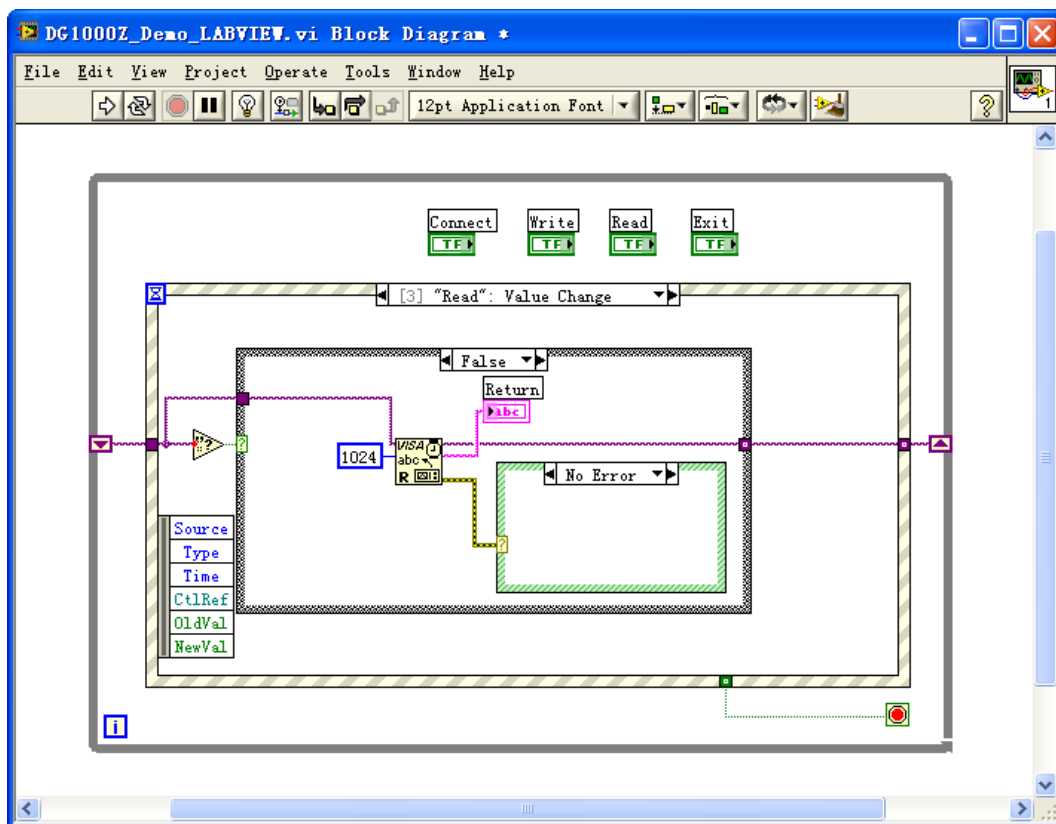 DG1000Z_Demo_LABVIEW.vi Block Diagram *
File Edit View Project Operate Tools Window Help
12pt Application Font
?
1
Connect Write Read Exit
TF TF TF TF
[3] "Read": Value Change
False
Return
abc
?
?
1024
VISA
abc
R
No Error
?
Source
Type
Time
CtlRef
OldVal
NewVal
i